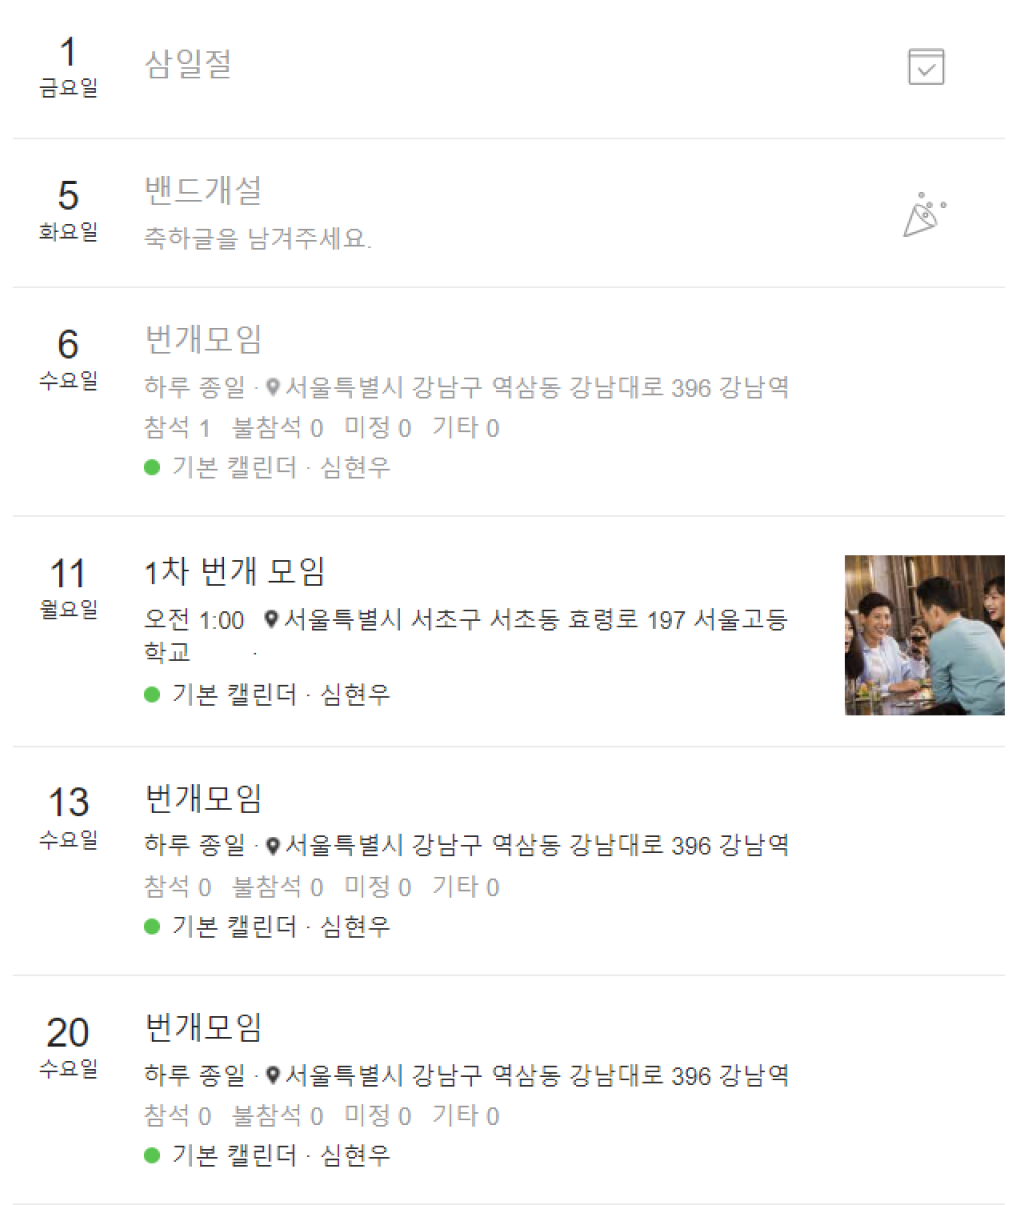 1
금요일
삼일절
5
화요일
밴드개설
축하글을 남겨주세요.
6
수요일
번개모임
하루 종일 · 서울특별시 강남구 역삼동 강남대로 396 강남역
참석 1 불참석 0 미정 0 기타 0
기본 캘린더 · 심현우
11
월요일
1차 번개 모임
오전 1:00 서울특별시 서초구 서초동 효령로 197 서울고등
학교 ·
기본 캘린더 · 심현우
13
수요일
번개모임
하루 종일 · 서울특별시 강남구 역삼동 강남대로 396 강남역
참석 0 불참석 0 미정 0 기타 0
기본 캘린더 · 심현우
20
수요일
번개모임
하루 종일 · 서울특별시 강남구 역삼동 강남대로 396 강남역
참석 0 불참석 0 미정 0 기타 0
기본 캘린더 · 심현우